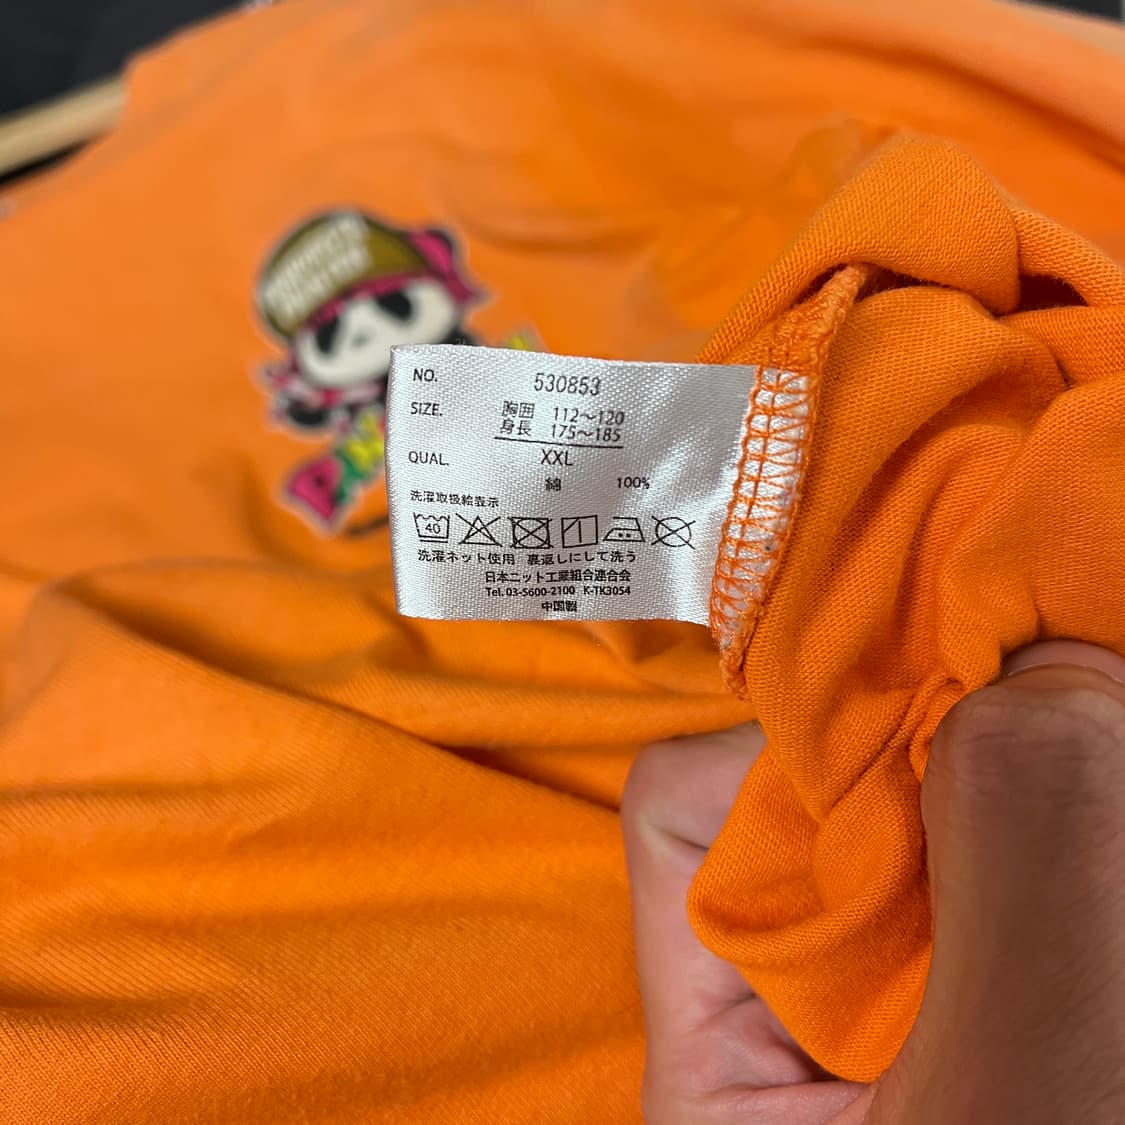 NO. 530853
SIZE. 胸囲 112～120
身長 175～185
XXL
QUAL.
綿 100%
洗濯取扱絵表示
40
洗濯ネット使用 裏返しにして洗う
日本ニット工業組合連合会
Tel. 03-5600-2100 K-TK3054
中国製